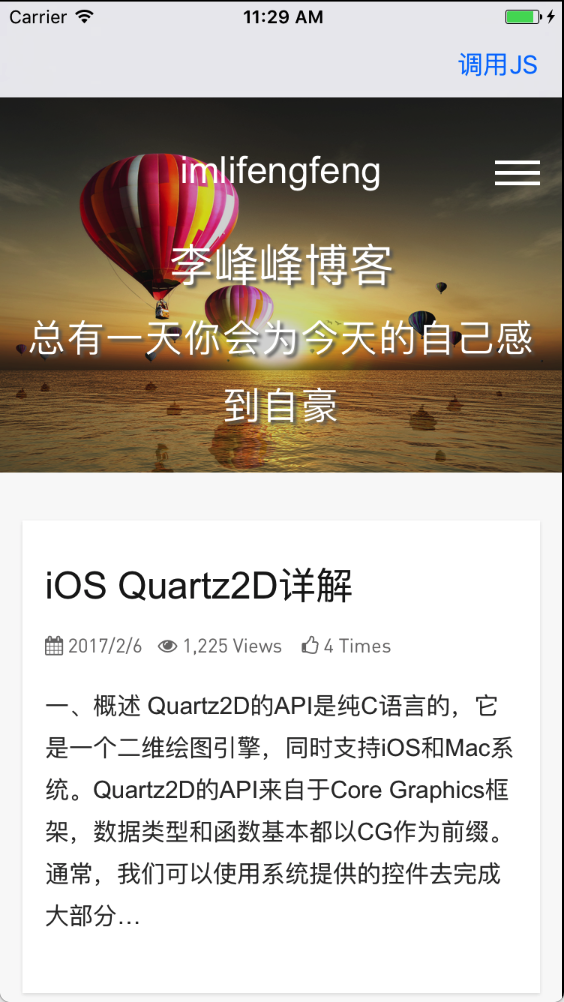 Carrier 11:29 AM
调用JS
imlifengfeng
李峰峰博客
总有一天你会为今天的自己感
到自豪
iOS Quartz2D详解
2017/2/6 1,225 Views 4 Times
一、概述 Quartz2D的API是纯C语言的，它
是一个二维绘图引擎，同时支持iOS和Mac系
统。Quartz2D的API来自于Core Graphics框
架，数据类型和函数基本都以CG作为前缀。
通常，我们可以使用系统提供的控件去完成
大部分…